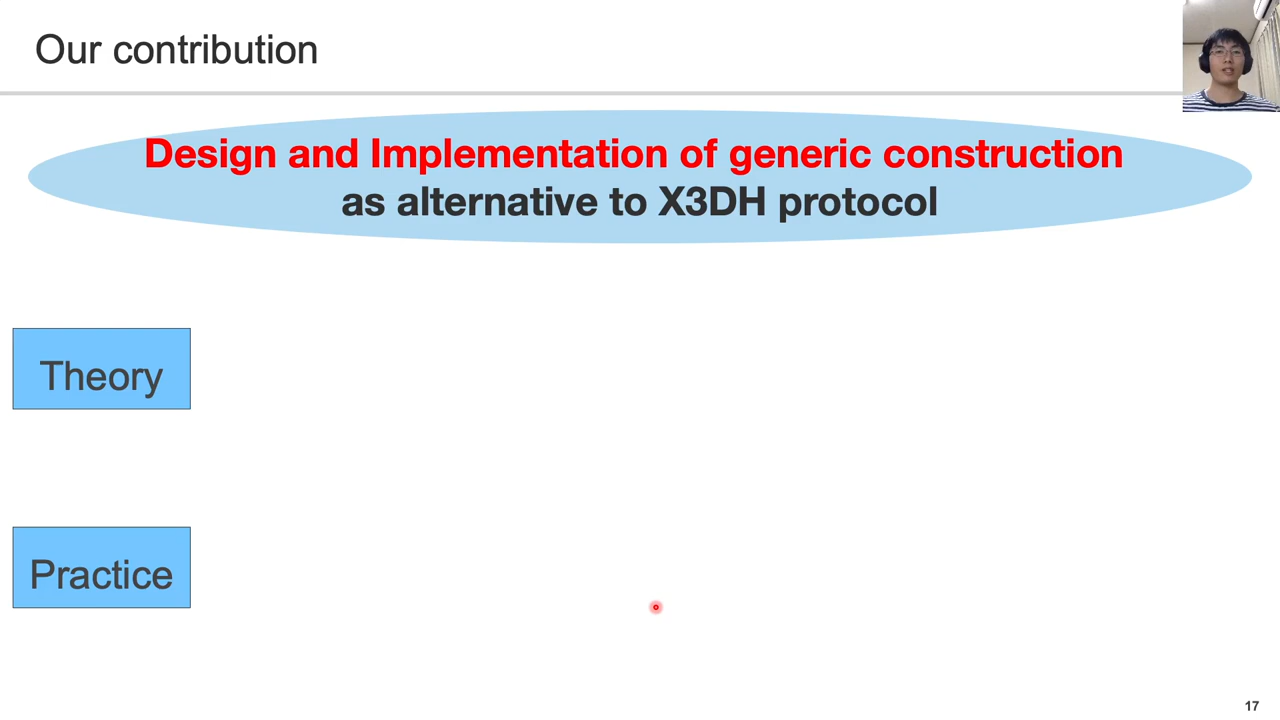 Our contribution
Design and Implementation of generic construction
as alternative to X3DH protocol
Theory
Practice
17